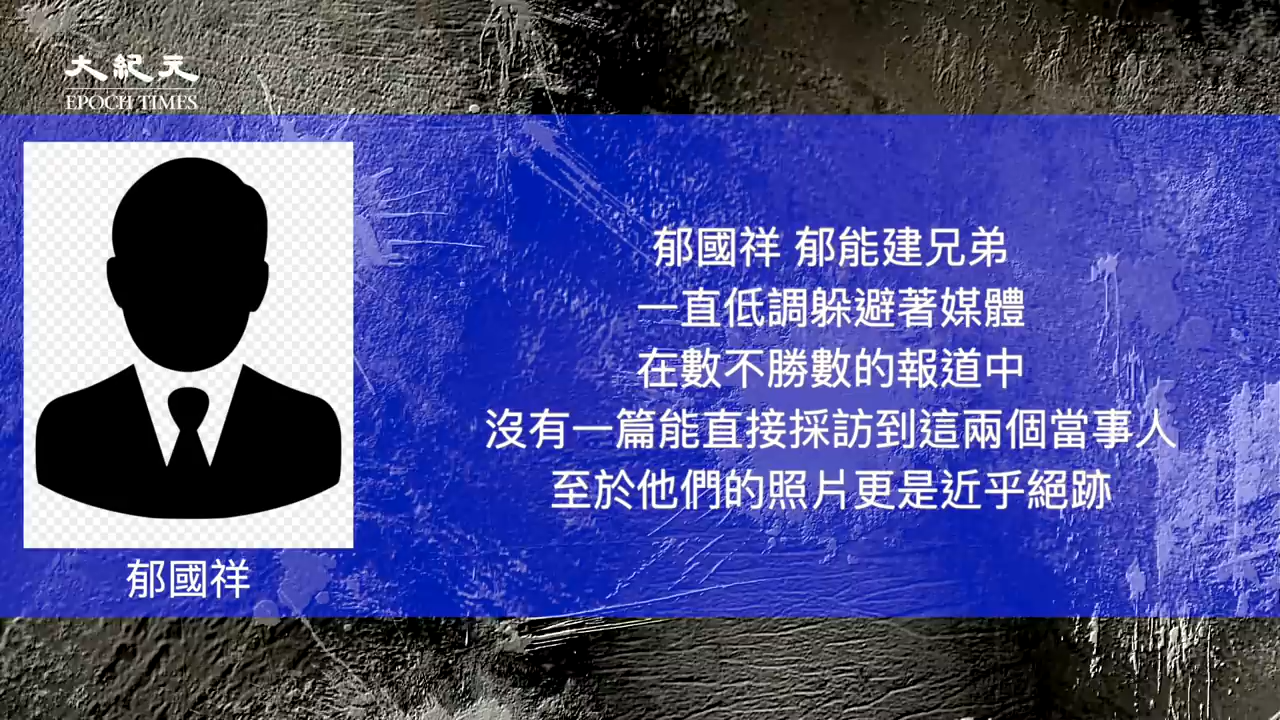 大紀元
EPOCH TIMES
郁國祥 郁能建兄弟
一直低調躲避著媒體
在數不勝數的報道中
沒有一篇能直接採訪到這兩個當事人
至於他們的照片更是近乎絕跡
郁國祥